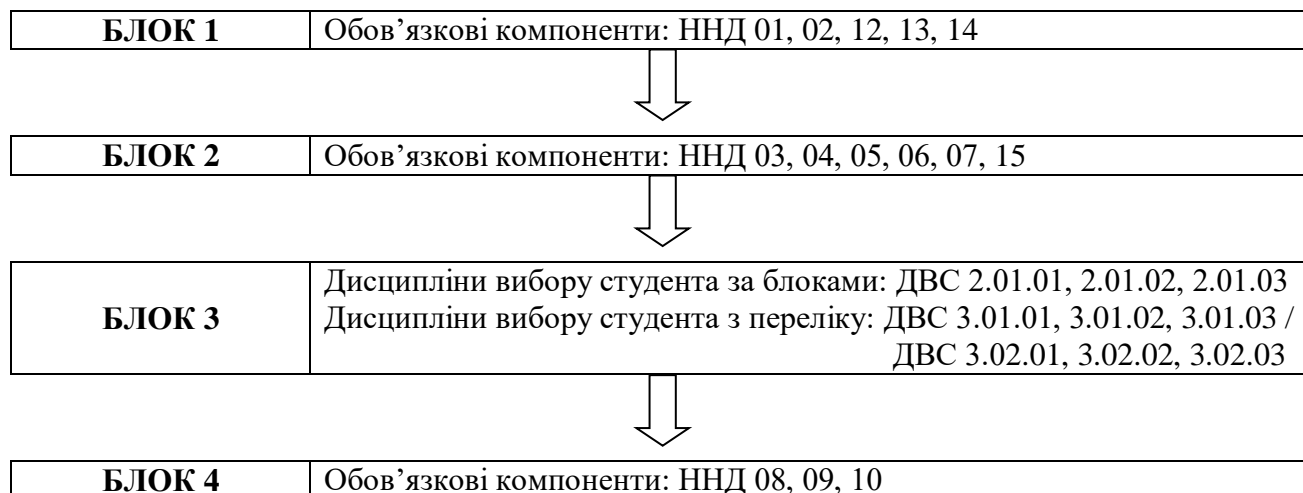 БЛОК 1 Обов’язкові компоненти: ННД 01, 02, 12, 13, 14
БЛОК 2 Обов’язкові компоненти: ННД 03, 04, 05, 06, 07, 15
Дисципліни вибору студента за блоками: ДВС 2.01.01, 2.01.02, 2.01.03
БЛОК 3 Дисципліни вибору студента з переліку: ДВС 3.01.01, 3.01.02, 3.01.03 /
ДВС 3.02.01, 3.02.02, 3.02.03
БЛОК 4 Обов’язкові компоненти: ННД 08, 09, 10